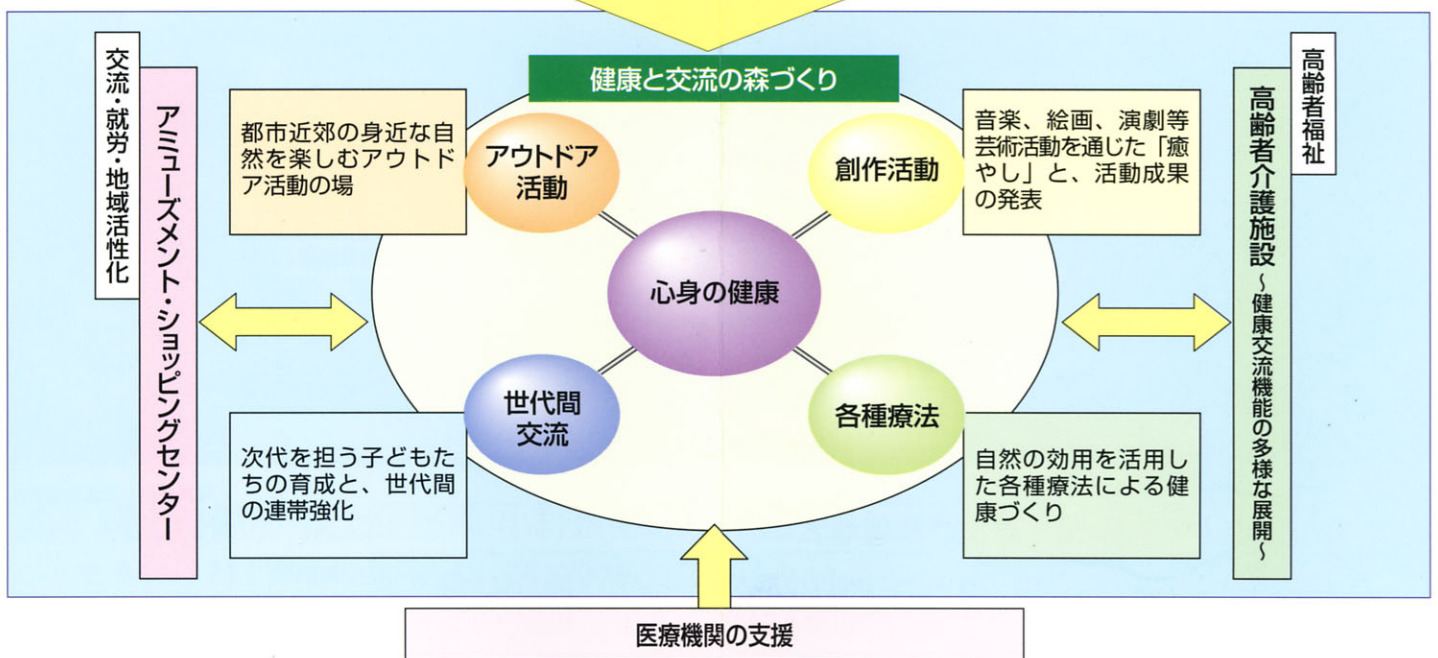 健康と交流の森づくり
交流・就労・地域活性化
アミューズメント・ショッピングセンター
都市近郊の身近な自
然を楽しむアウトド
ア活動の場
アウトドア
活動
創作活動
音楽、絵画、演劇等
芸術活動を通じた「癒
やし」と、活動成果
の発表
高齢者福祉
高齢者介護施設～健康交流機能の多様な展開～
心身の健康
世代間
交流
次代を担う子どもた
ちの育成と、世代間
の連帯強化
各種療法
自然の効用を活用し
た各種療法による健
康づくり
医療機関の支援